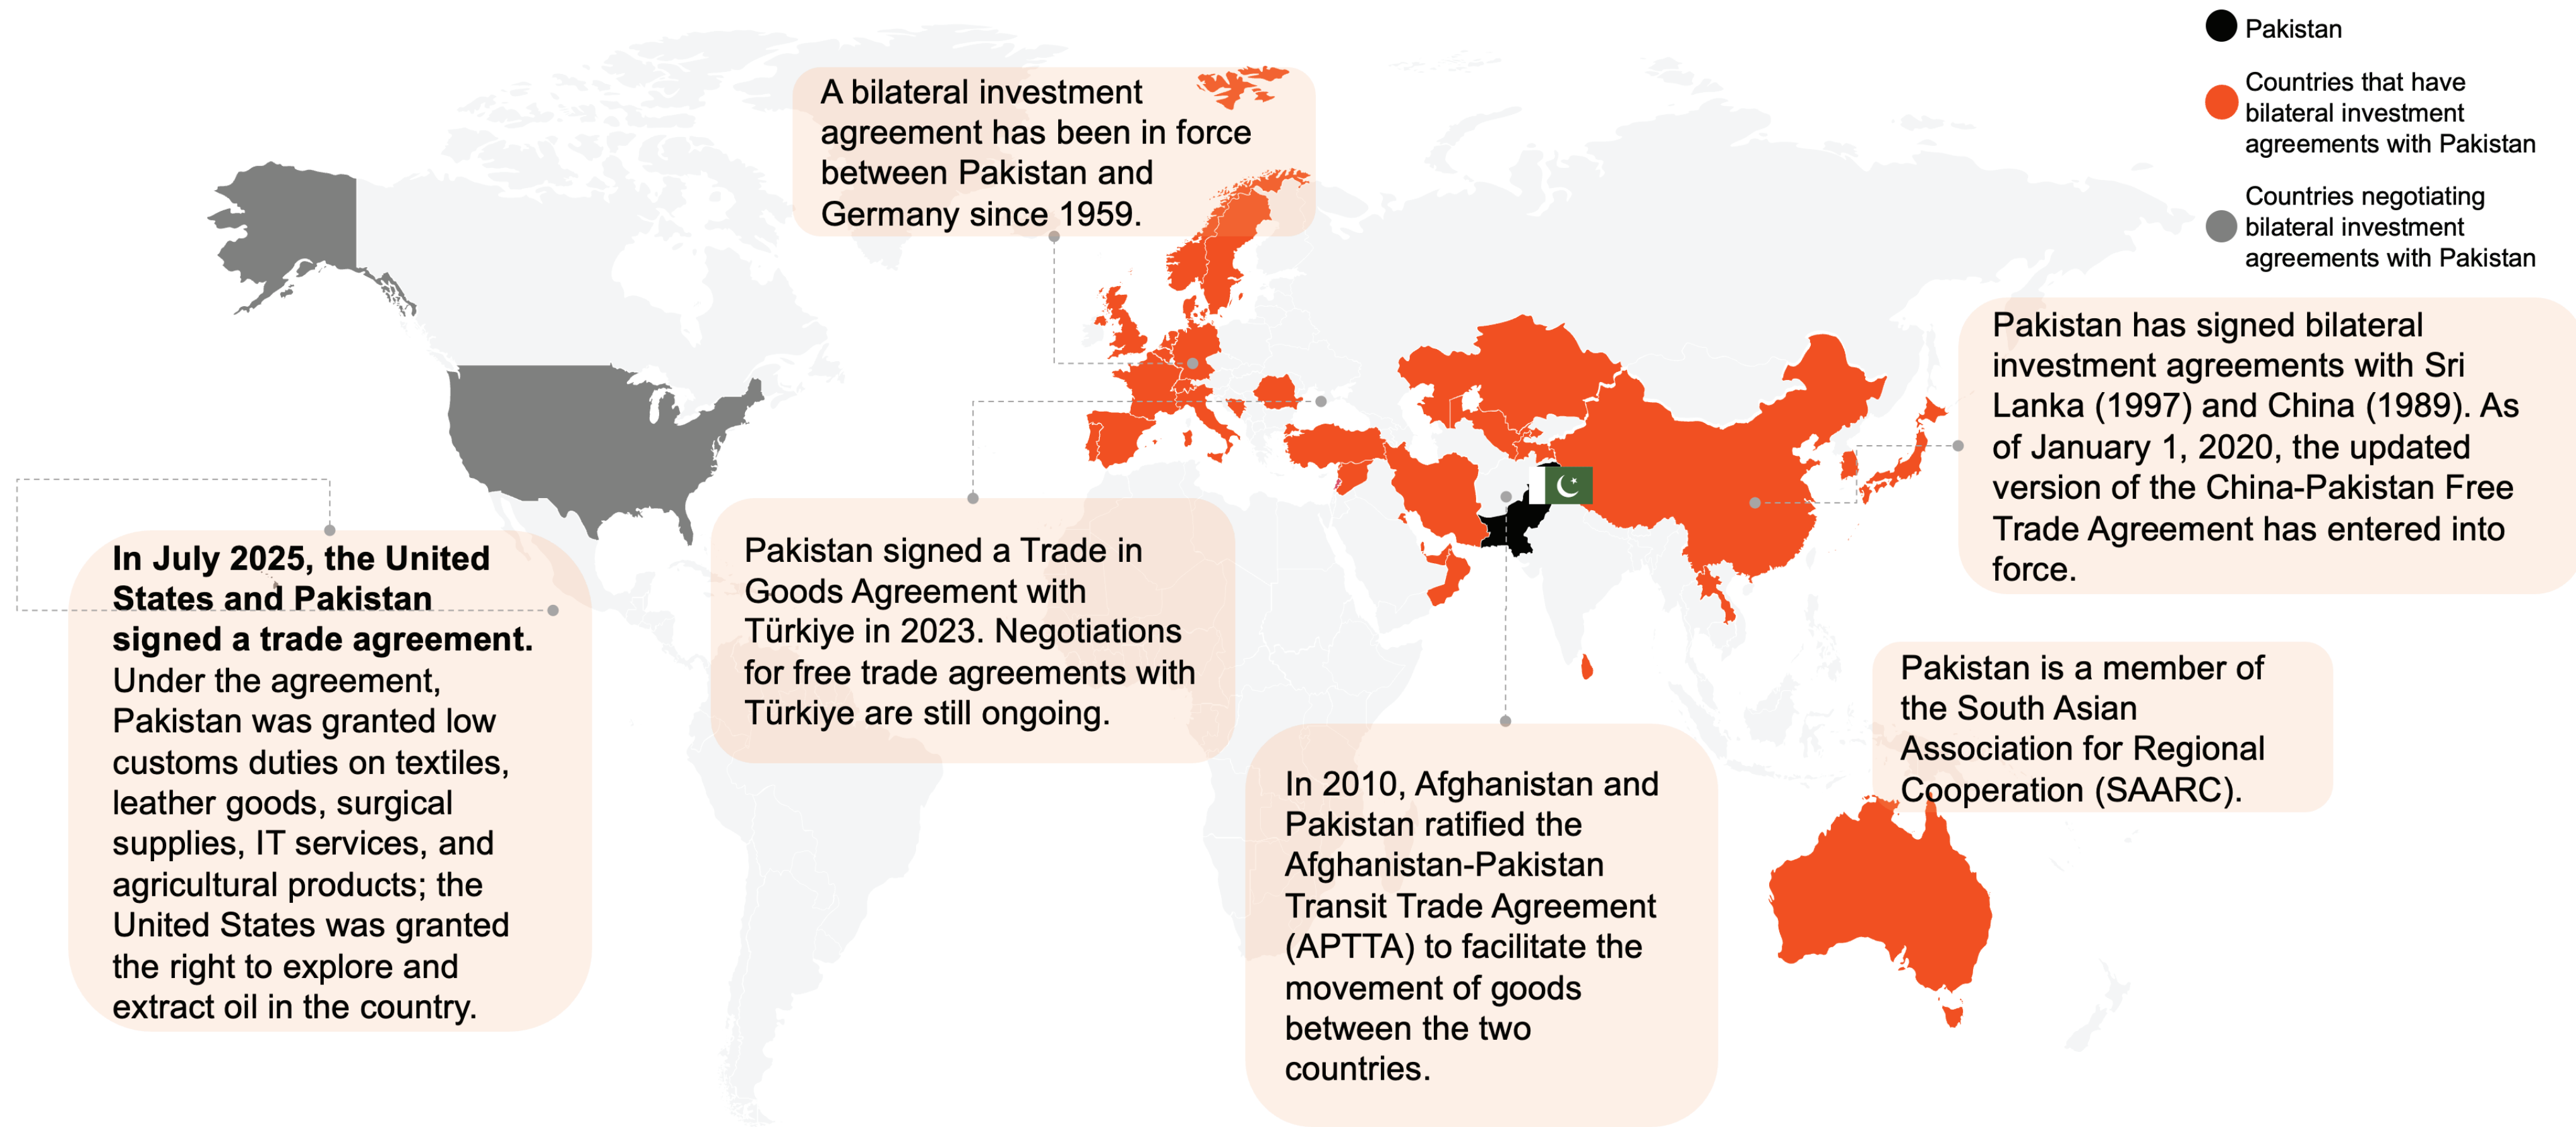 Pakistan
Countries that have
bilateral investment
agreements with Pakistan
Countries negotiating
bilateral investment
agreements with Pakistan
A bilateral investment
agreement has been in force
between Pakistan and
Germany since 1959.
Pakistan has signed bilateral
investment agreements with Sri
Lanka (1997) and China (1989). As
of January 1, 2020, the updated
version of the China-Pakistan Free
Trade Agreement has entered into
force.
In July 2025, the United
States and Pakistan
signed a trade agreement.
Under the agreement,
Pakistan was granted low
customs duties on textiles,
leather goods, surgical
supplies, IT services, and
agricultural products; the
United States was granted
the right to explore and
extract oil in the country.
Pakistan signed a Trade in
Goods Agreement with
Türkiye in 2023. Negotiations
for free trade agreements with
Türkiye are still ongoing.
Pakistan is a member of
the South Asian
Association for Regional
Cooperation (SAARC).
In 2010, Afghanistan and
Pakistan ratified the
Afghanistan-Pakistan
Transit Trade Agreement
(APTTA) to facilitate the
movement of goods
between the two
countries.